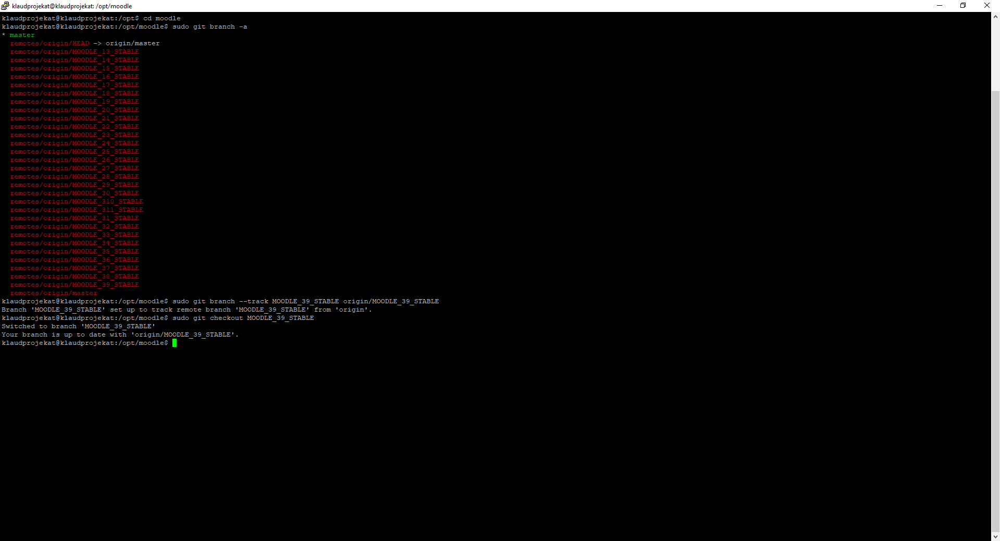 klaudprojekat@klaudprojekat: /opt/moodle
klaudprojekat@klaudprojekat:/opt$ cd moodle
klaudprojekat@klaudprojekat:/opt/moodle$ sudo git branch -a
* master
remotes/origin/HEAD -> origin/master
remotes/origin/MOODLE_13_STABLE
remotes/origin/MOODLE_14_STABLE
remotes/origin/MOODLE_15_STABLE
remotes/origin/MOODLE_16_STABLE
remotes/origin/MOODLE_17_STABLE
remotes/origin/MOODLE_18_STABLE
remotes/origin/MOODLE_19_STABLE
remotes/origin/MOODLE_20_STABLE
remotes/origin/MOODLE_21_STABLE
remotes/origin/MOODLE_22_STABLE
remotes/origin/MOODLE_23_STABLE
remotes/origin/MOODLE_24_STABLE
remotes/origin/MOODLE_25_STABLE
remotes/origin/MOODLE_26_STABLE
remotes/origin/MOODLE_27_STABLE
remotes/origin/MOODLE_28_STABLE
remotes/origin/MOODLE_29_STABLE
remotes/origin/MOODLE_30_STABLE
remotes/origin/MOODLE_310_STABLE
remotes/origin/MOODLE_311_STABLE
remotes/origin/MOODLE_31_STABLE
remotes/origin/MOODLE_32_STABLE
remotes/origin/MOODLE_33_STABLE
remotes/origin/MOODLE_34_STABLE
remotes/origin/MOODLE_35_STABLE
remotes/origin/MOODLE_36_STABLE
remotes/origin/MOODLE_37_STABLE
remotes/origin/MOODLE_38_STABLE
remotes/origin/MOODLE_39_STABLE
remotes/origin/master
klaudprojekat@klaudprojekat:/opt/moodle$ sudo git branch --track MOODLE_39_STABLE origin/MOODLE_39_STABLE
Branch 'MOODLE_39_STABLE' set up to track remote branch 'MOODLE_39_STABLE' from 'origin'.
klaudprojekat@klaudprojekat:/opt/moodle$ sudo git checkout MOODLE_39_STABLE
Switched to branch 'MOODLE_39_STABLE'
Your branch is up to date with 'origin/MOODLE_39_STABLE'.
klaudprojekat@klaudprojekat:/opt/moodle$